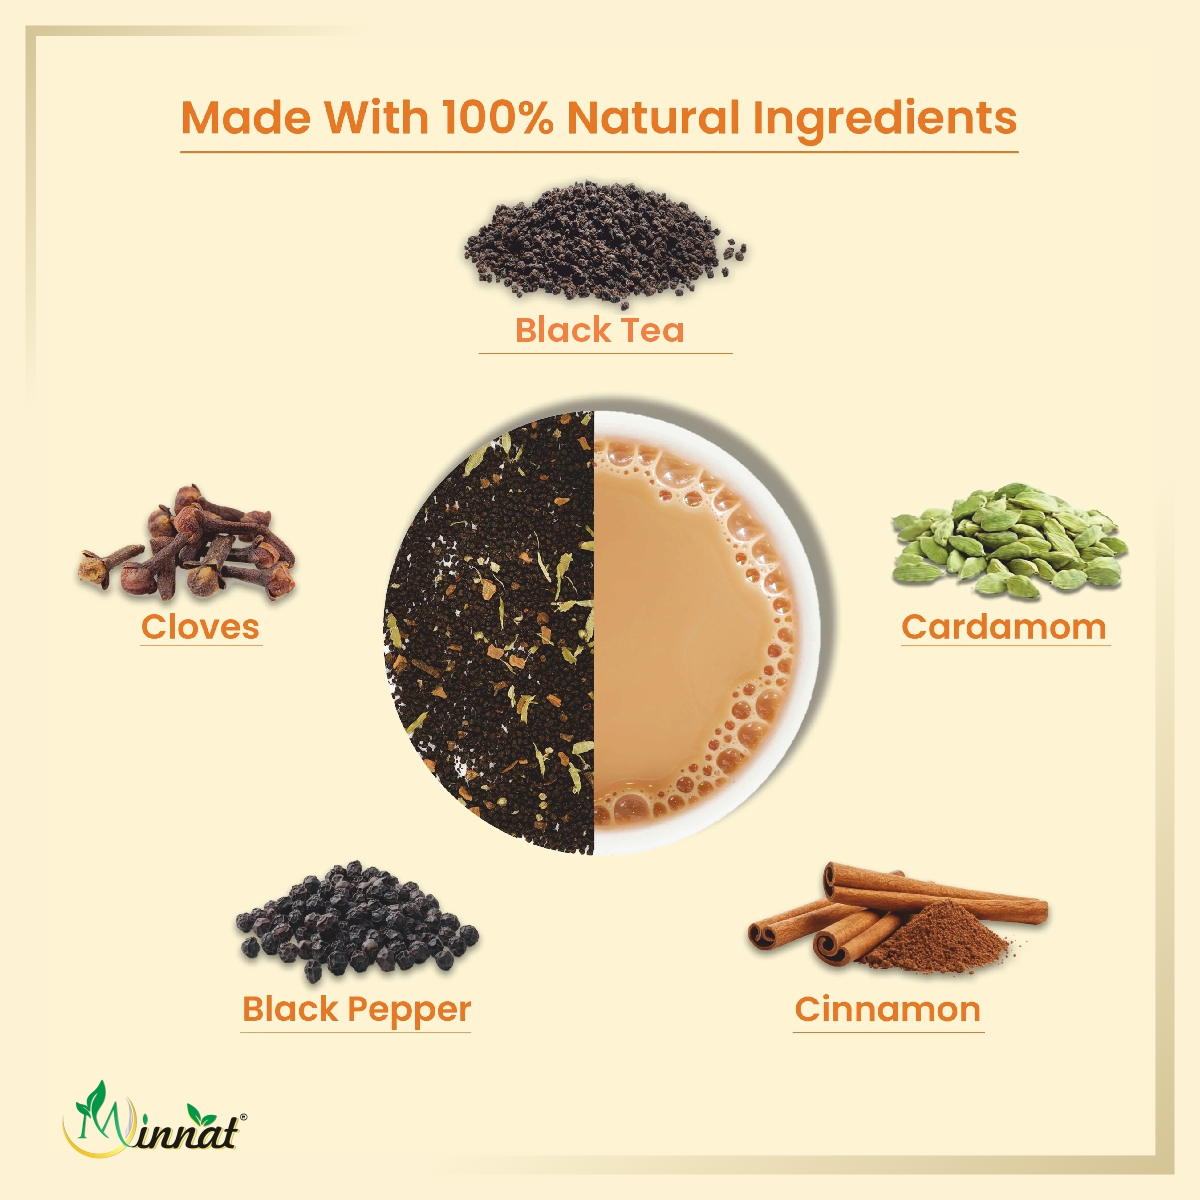 Made With 100% Natural Ingredients
Black Tea
Cloves
Cardamom
Black Pepper
Cinnamon
Minnat®